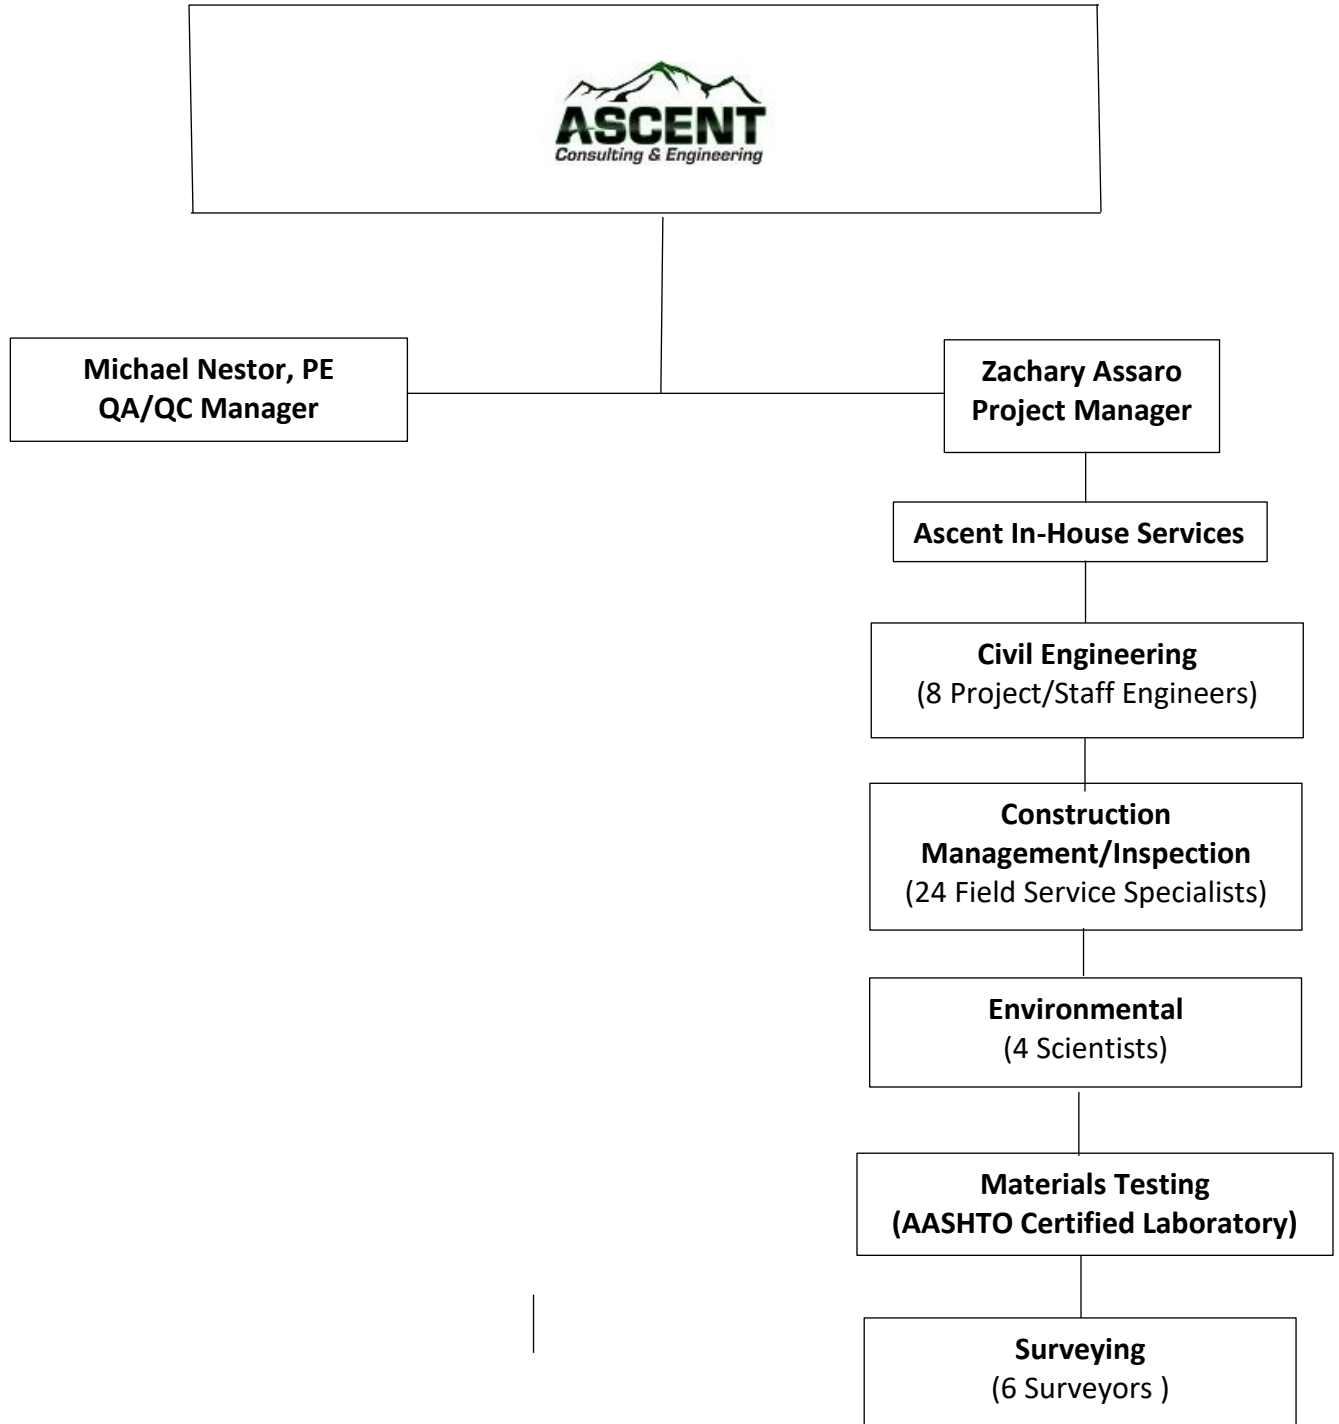 ASCENT
Consulting & Engineering
Michael Nestor, PE
QA/QC Manager
Zachary Assaro
Project Manager
Ascent In-House Services
Civil Engineering
(8 Project/Staff Engineers)
Construction
Management/Inspection
(24 Field Service Specialists)
Environmental
(4 Scientists)
Materials Testing
(AASHTO Certified Laboratory)
Surveying
(6 Surveyors )